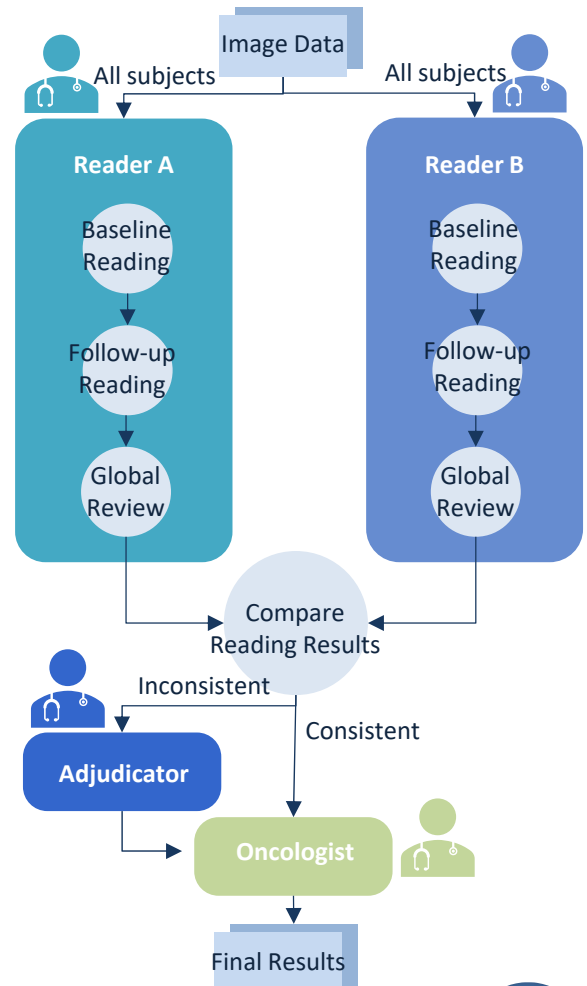 Image Data
All subjects
All subjects
Reader A
Baseline
Reading
Follow-up
Reading
Global
Review
Reader B
Baseline
Reading
Follow-up
Reading
Global
Review
Compare
Reading Results
Inconsistent
Consistent
Adjudicator
Oncologist
Final Results